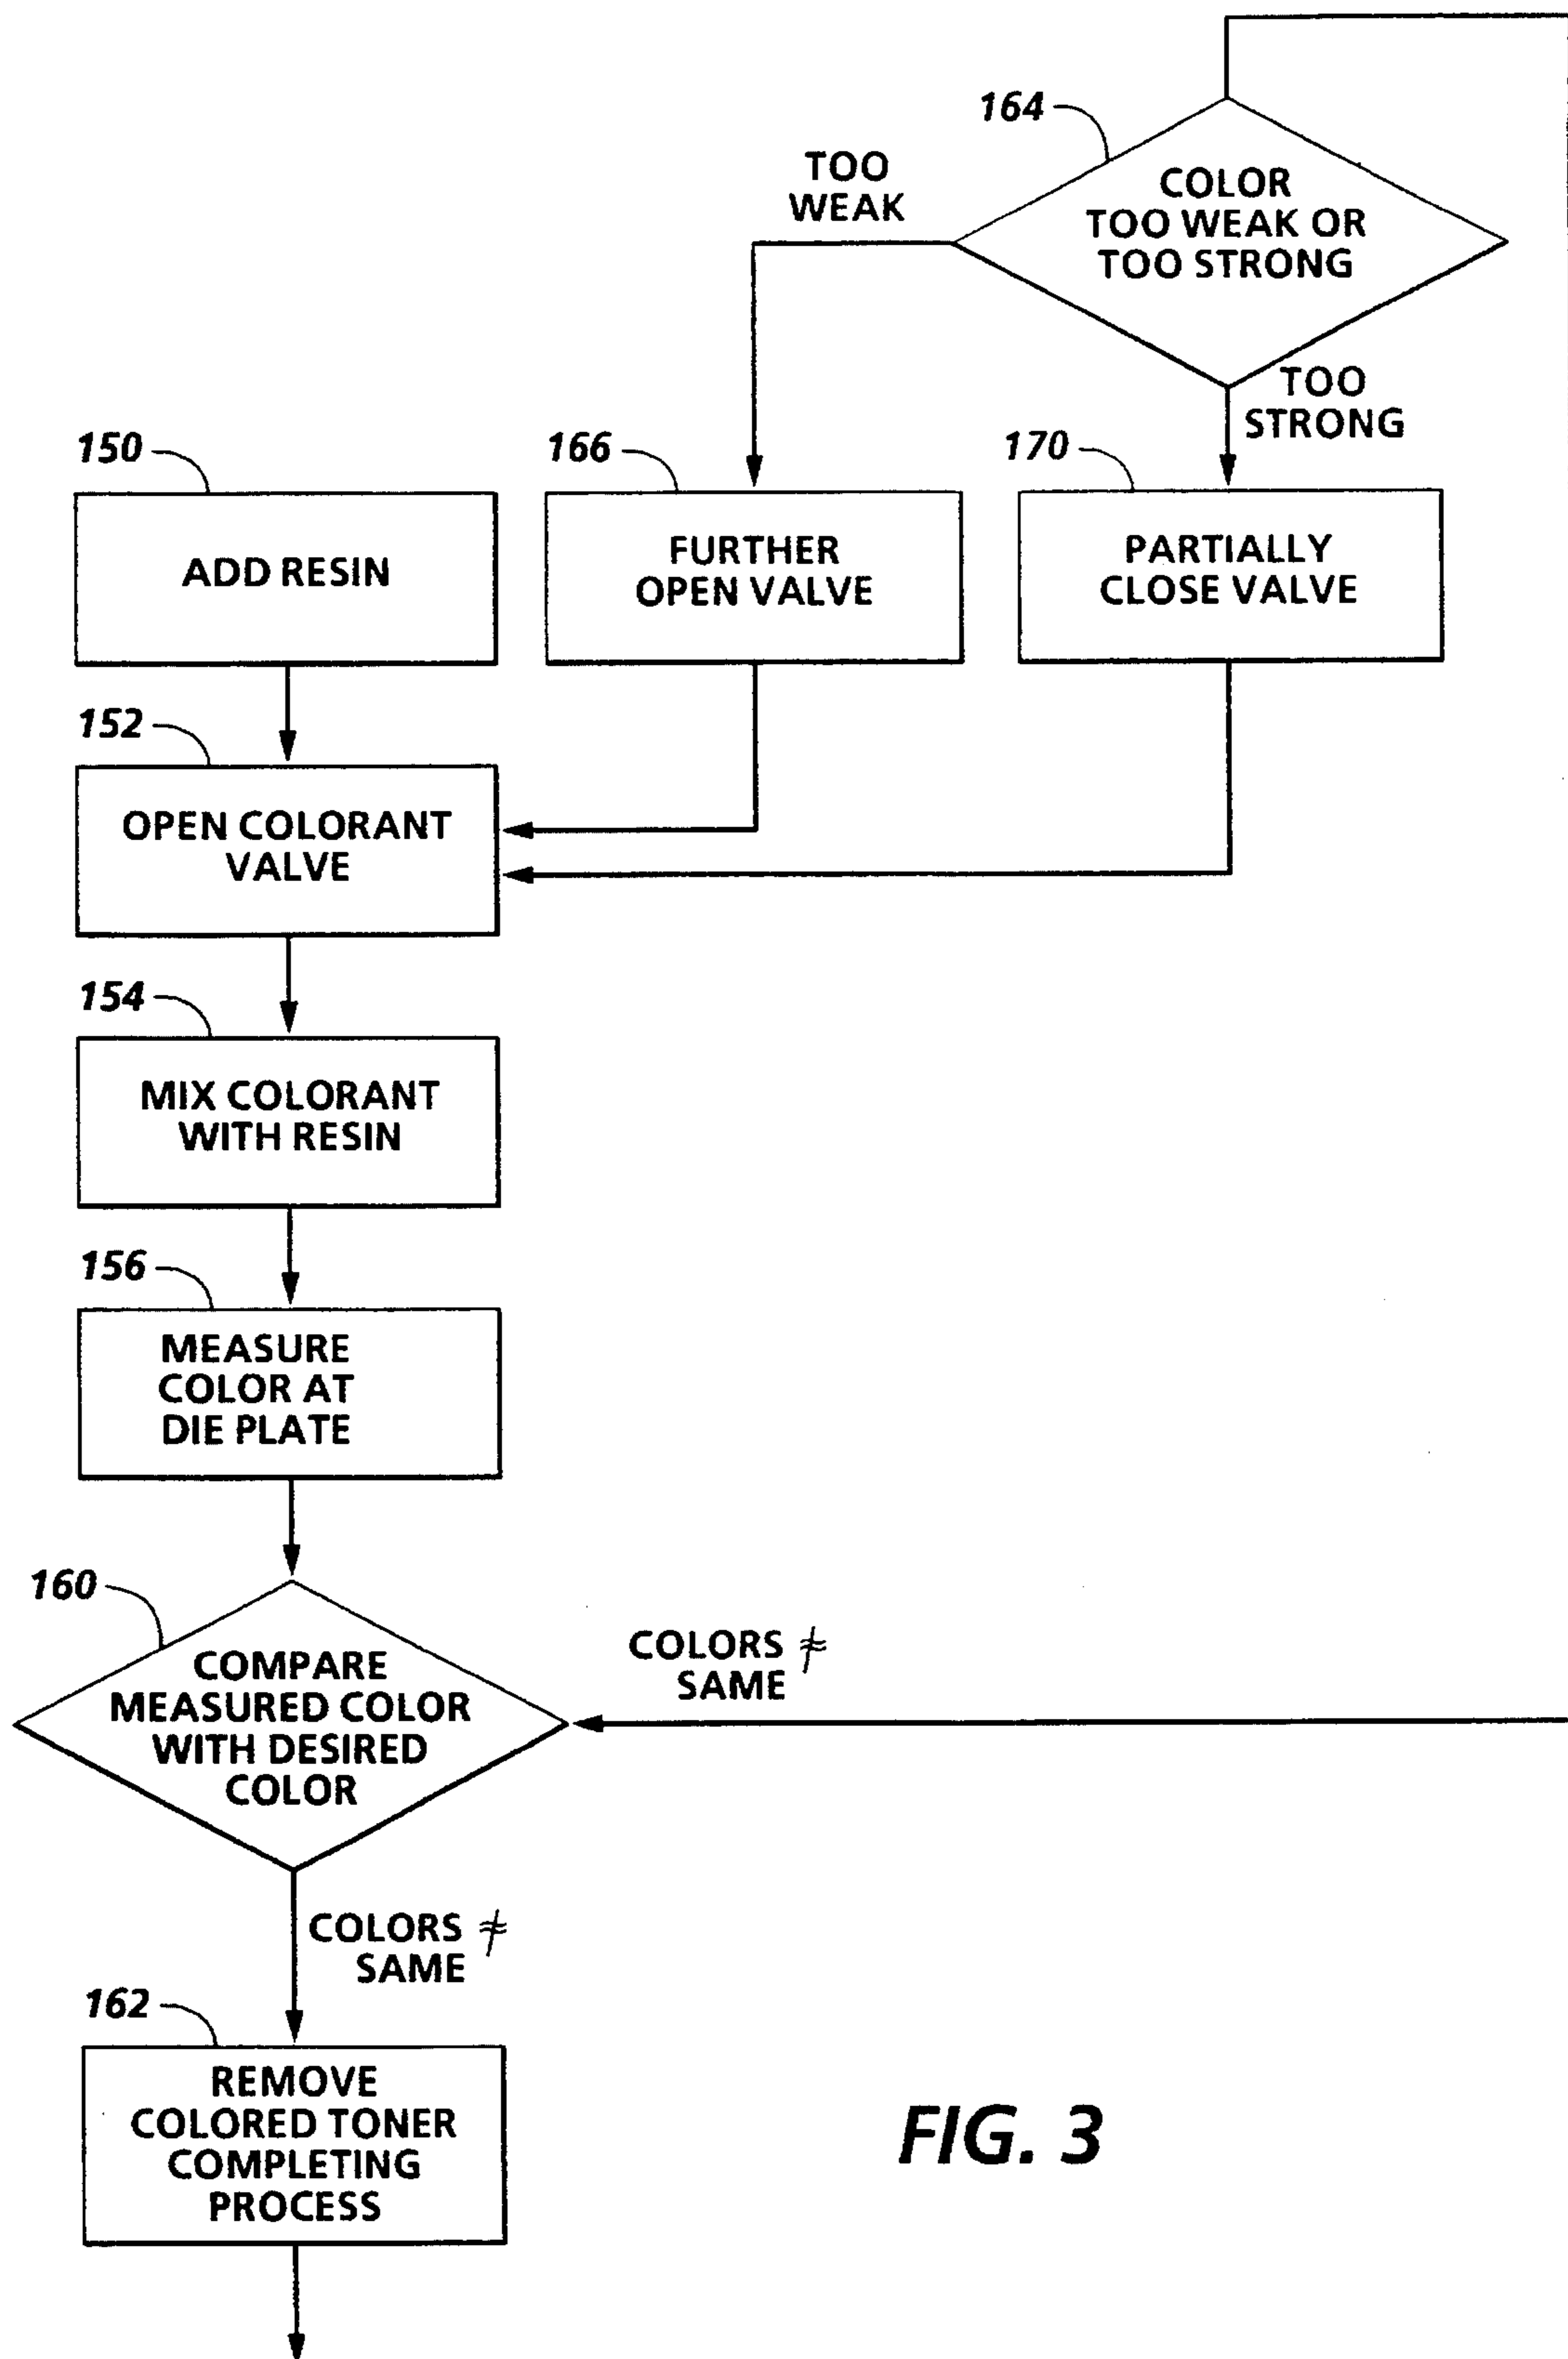 164
TOO
WEAK
COLOR
TOO WEAK OR
TOO STRONG
TOO
STRONG
150
166
170
ADD RESIN
FURTHER
OPEN VALVE
PARTIALLY
CLOSE VALVE
152
OPEN COLORANT
VALVE
154
MIX COLORANT
WITH RESIN
156
MEASURE
COLOR AT
DIE PLATE
160
COMPARE
MEASURED COLOR
WITH DESIRED
COLOR
COLORS ≉
SAME
COLORS ≉
SAME
162
REMOVE
COLORED TONER
COMPLETING
PROCESS
FIG. 3